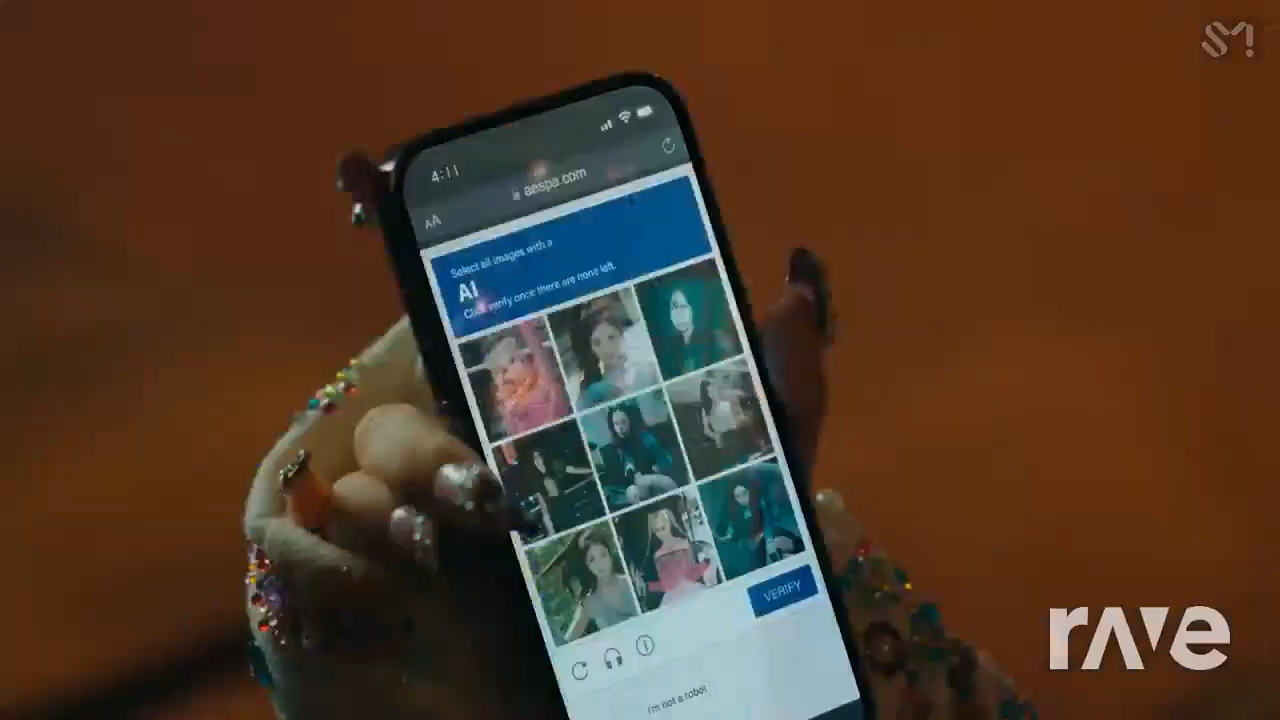 SM!
4:11
AA
aespa.com
Select all images with a
AI
Click verify once there are none left.
VERIFY
I'm not a robot
rave